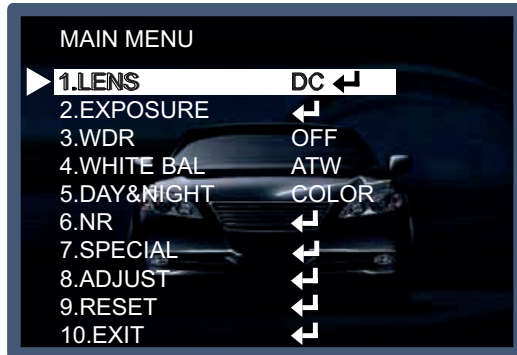 MAIN MENU
1.LENS DC ↵
2.EXPOSURE ↵
3.WDR OFF
4.WHITE BAL ATW
5.DAY&NIGHT COLOR
6.NR ↵
7.SPECIAL ↵
8.ADJUST ↵
9.RESET ↵
10.EXIT ↵